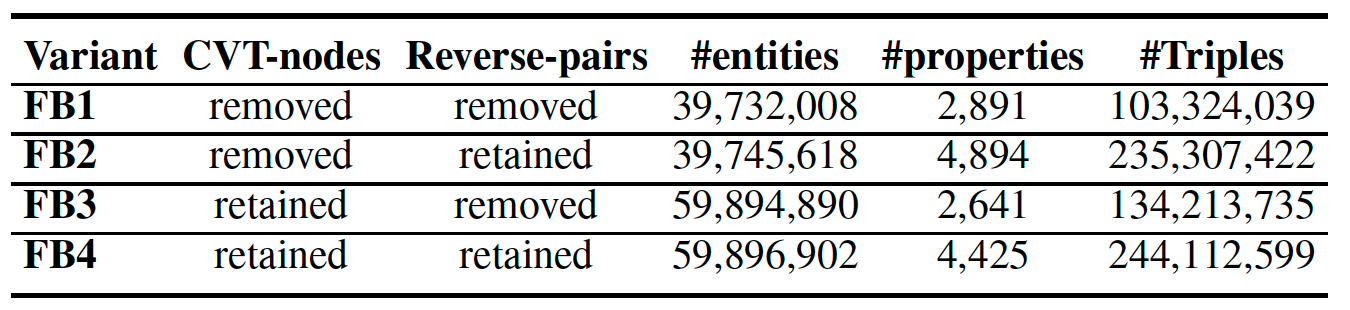 Variant CVT-nodes Reverse-pairs #entities #properties #Triples
FB1 removed removed 39,732,008 2,891 103,324,039
FB2 removed retained 39,745,618 4,894 235,307,422
FB3 retained removed 59,894,890 2,641 134,213,735
FB4 retained retained 59,896,902 4,425 244,112,599